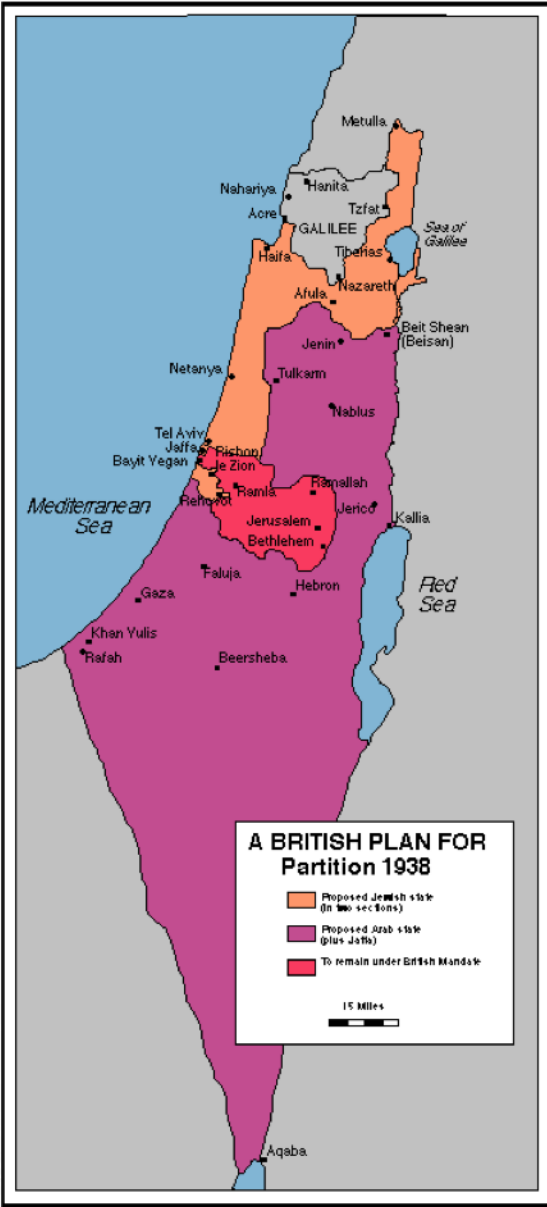 Metulla
Hanita
Nahariya
Tzfat
Acre
GALILEE
Sea of
Galilee
Tiberias
Haifa
Nazareth
Afula
Beit Shean
(Beisan)
Jenin
Netanya
Tulkarm
Nablus
Tel Aviv
Jaffa
Rishon
Bayit Vegan
le Zion
Ramla
Ramallah
Rehovot
Mediterranean
Sea
Jerico
Jerusalem
Kallia
Bethlehem
Faluja
Hebron
Red
Sea
Gaza
Khan Yulis
Rafah
Beersheba
A BRITISH PLAN FOR
Partition 1938
Proposed Jewish state
(in two sections)
Proposed Arab state
(plus Jaffa)
To remain under British Mandate
15 Miles
Aqaba